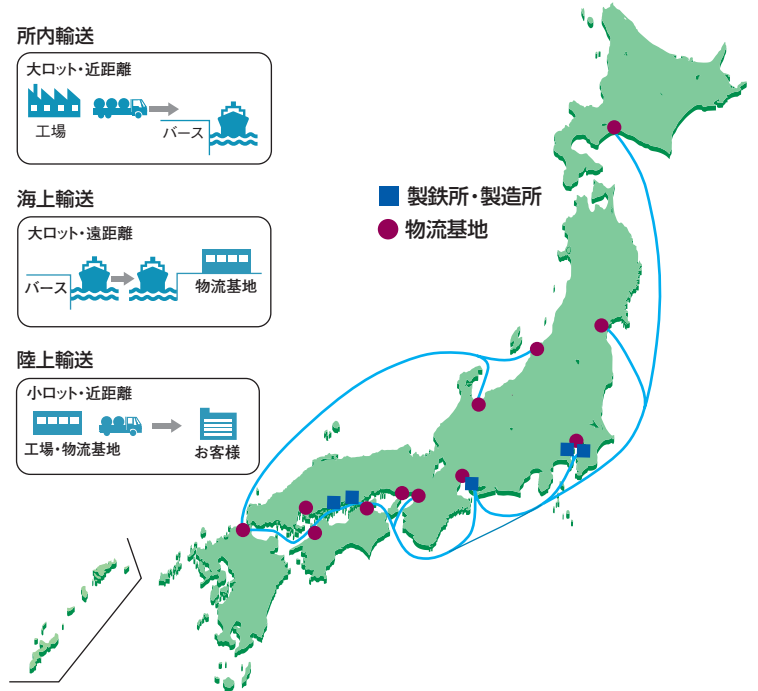 所内輸送
大ロット・近距離
工場
バース
海上輸送
大ロット・遠距離
バース
物流基地
陸上輸送
小ロット・近距離
工場・物流基地
お客様
製鉄所・製造所
物流基地